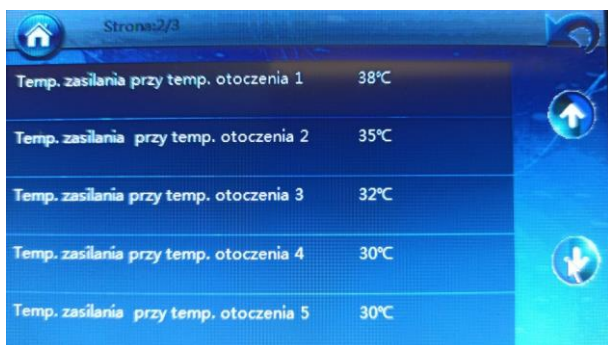 Strona:2/3
Temp. zasilania przy temp. otoczenia 1 38℃
Temp. zasilania przy temp. otoczenia 2 35℃
Temp. zasilania przy temp. otoczenia 3 32℃
Temp. zasilania przy temp. otoczenia 4 30℃
Temp. zasilania przy temp. otoczenia 5 30℃